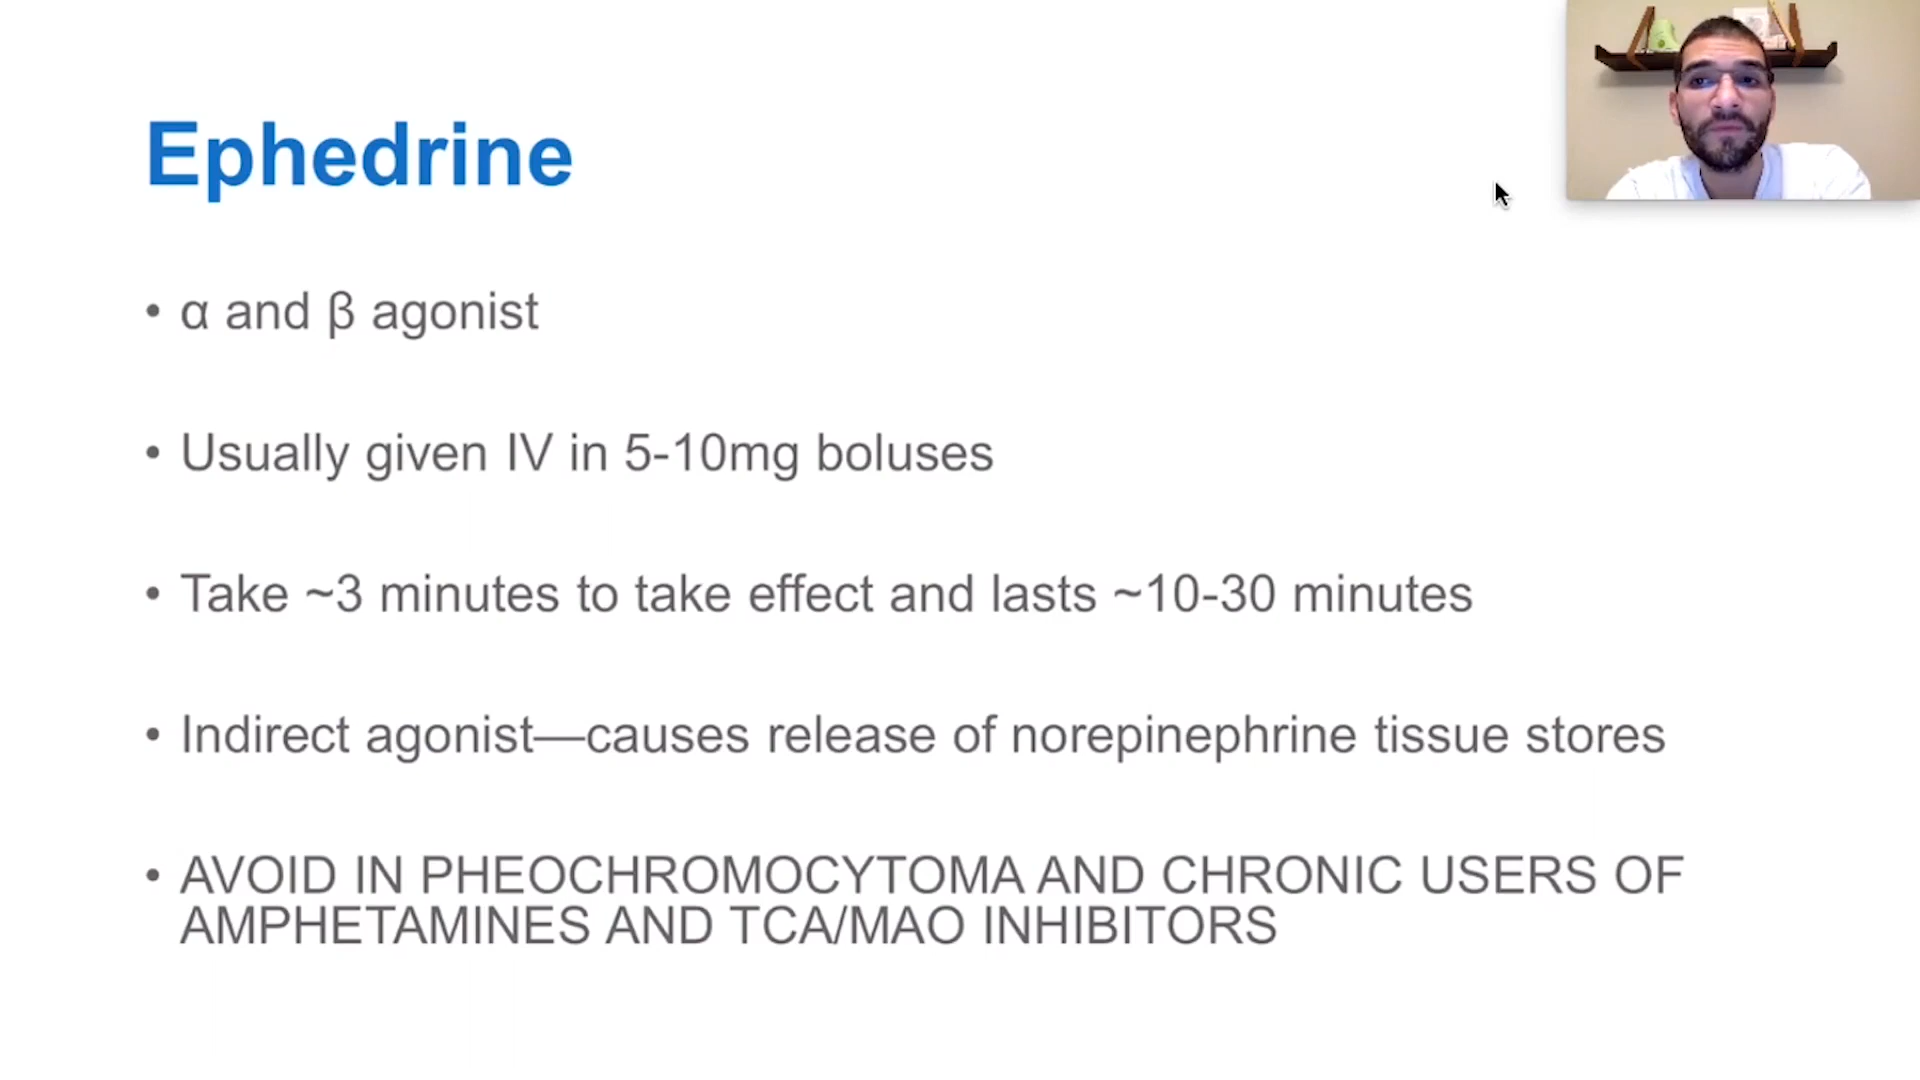 Ephedrine
• α and β agonist
• Usually given IV in 5-10mg boluses
• Take ~3 minutes to take effect and lasts ~10-30 minutes
• Indirect agonist—causes release of norepinephrine tissue stores
• AVOID IN PHEOCHROMOCYTOMA AND CHRONIC USERS OF
AMPHETAMINES AND TCA/MAO INHIBITORS